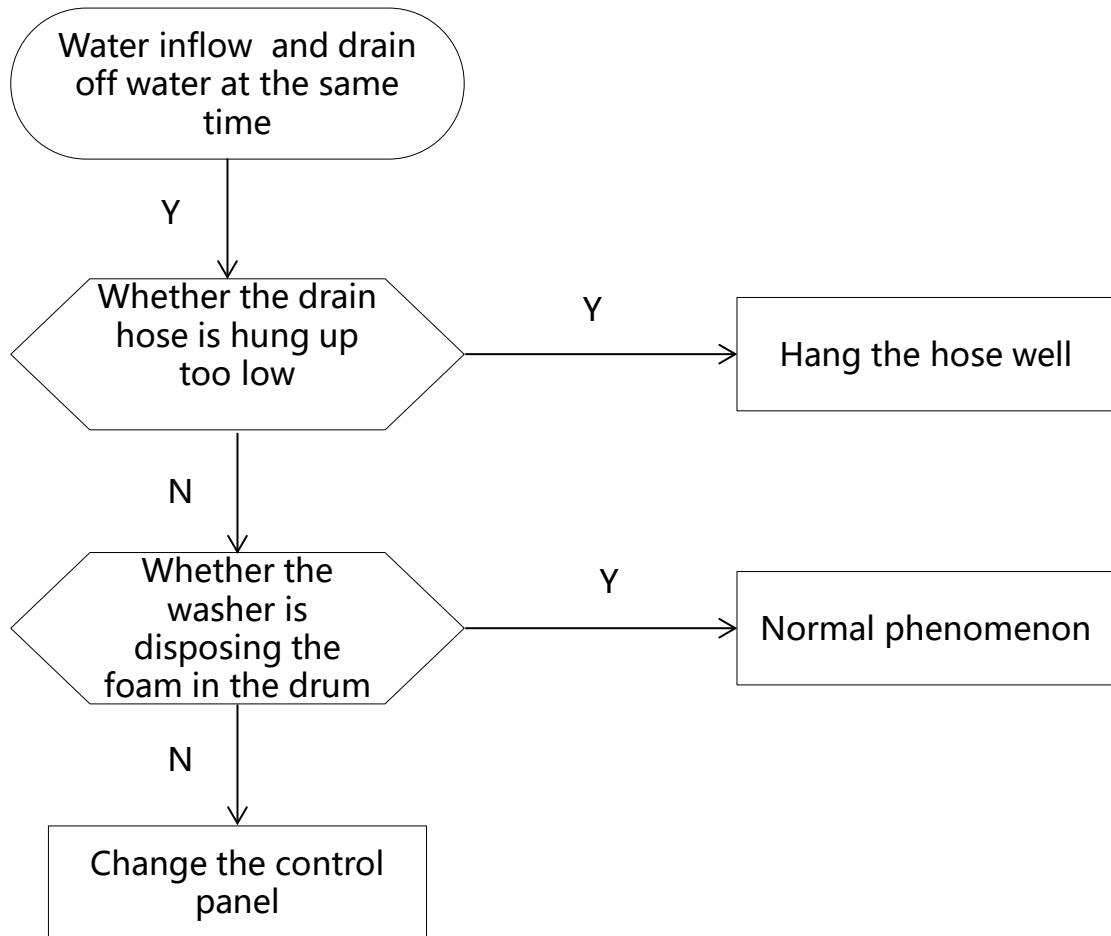 Water inflow  and drain
off water at the same
time
Y
Whether the drain
hose is hung up
too low
Y
Hang the hose well
N
Whether the
washer is
disposing the
foam in the drum
Y
Normal phenomenon
N
Change the control
panel